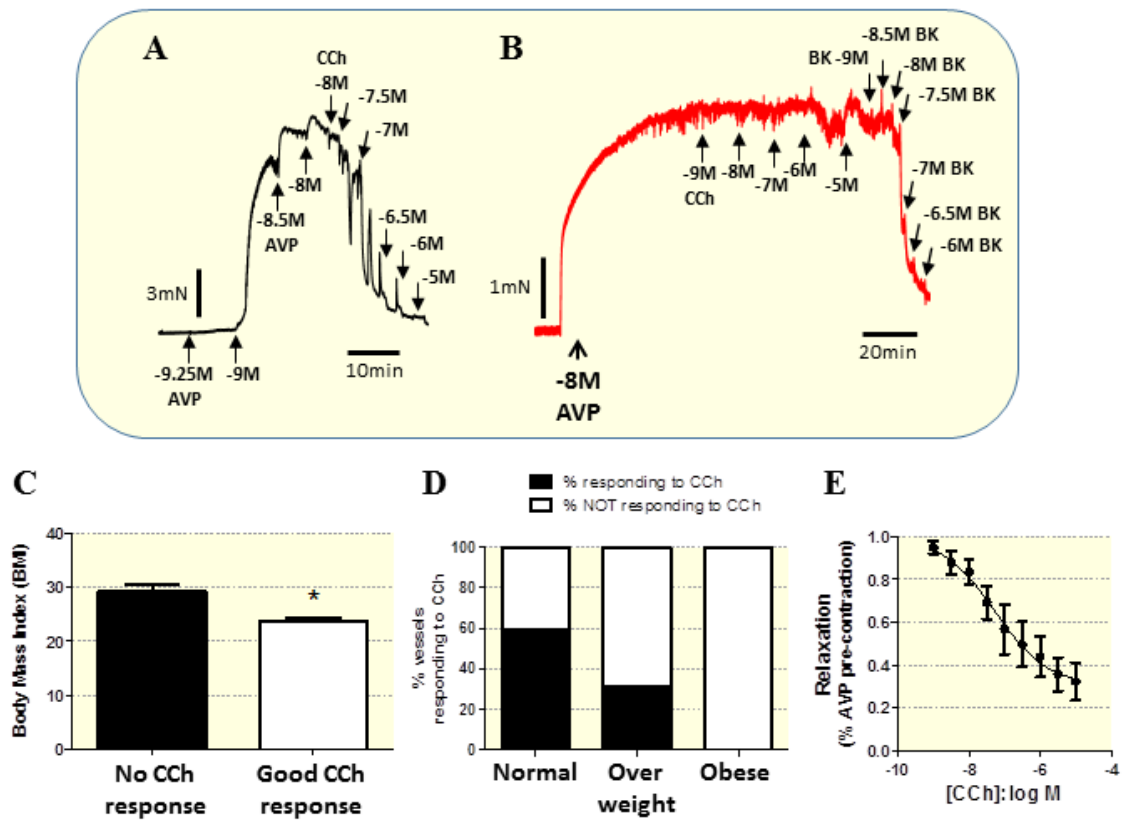 A
CCh
-8M
-7.5M
-7M
-8M
-8.5M
AVP
-6.5M
-6M
-5M
3mN
-9.25M
AVP
-9M
10min
B
-8.5M BK
BK -9M
-8M BK
-7.5M BK
-9M
CCh
-8M
-7M
-6M
-5M
-7M BK
-6.5M BK
-6M BK
1mN
20min
-8M
AVP
C
Body Mass Index (BMI)
40
30
20
10
0
*
No CCh
response
Good CCh
response
D
% responding to CCh
% NOT responding to CCh
% vessels
responding to CCh
100
80
60
40
20
0
Normal
Over
weight
Obese
E
Relaxation
(% AVP pre-contraction)
1.0
0.8
0.6
0.4
0.2
0.0
-10
-8
-6
-4
[CCh]: log M